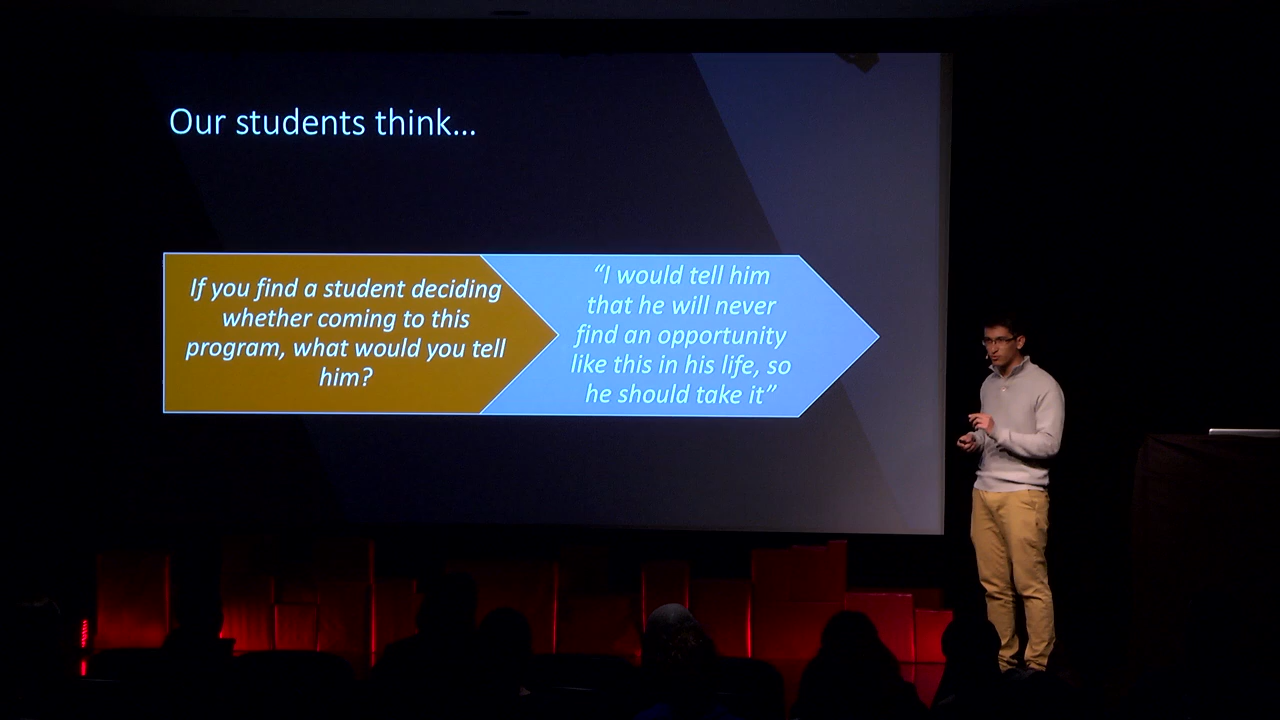 Our students think...
If you find a student deciding
whether coming to this
program, what would you tell
him?
“I would tell him
that he will never
find an opportunity
like this in his life, so
he should take it”